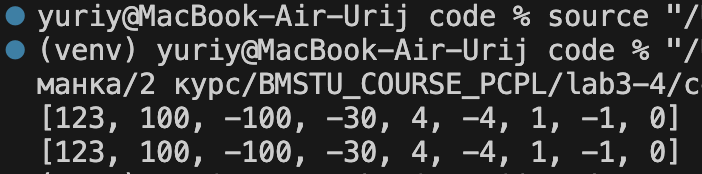 yuriy@MacBook-Air-Urij code % source "/
(venv) yuriy@MacBook-Air-Urij code % "/
манка/2 курс/BMSTU_COURSE_PCPL/lab3-4/c
[123, 100, -100, -30, 4, -4, 1, -1, 0]
[123, 100, -100, -30, 4, -4, 1, -1, 0]